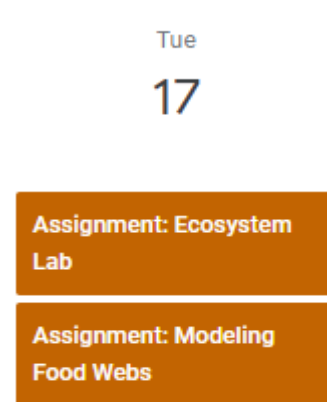 Tue
17
Assignment: Ecosystem
Lab
Assignment: Modeling
Food Webs